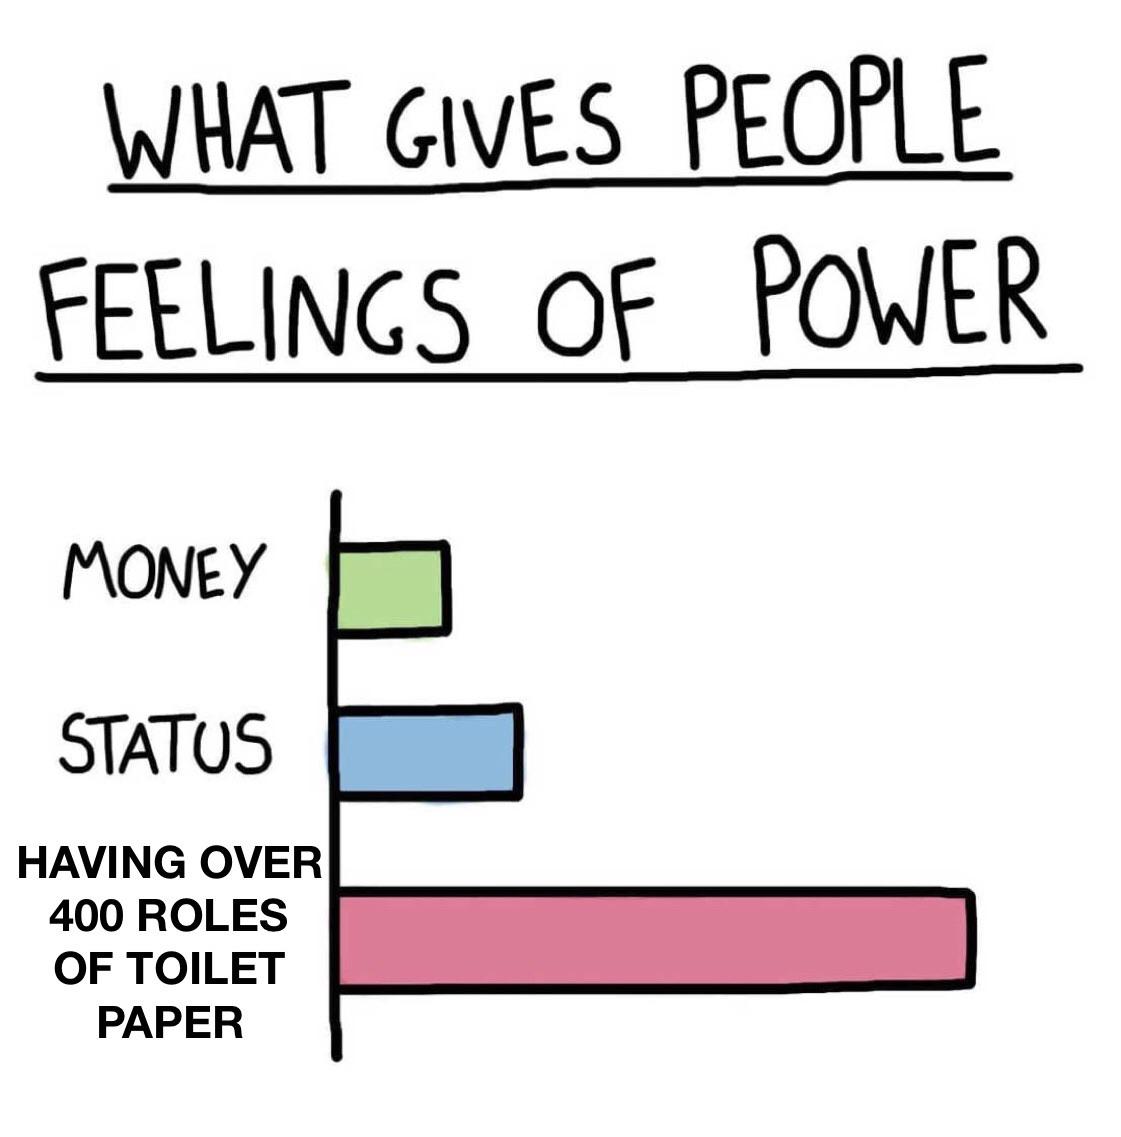 WHAT GIVES PEOPLE
FEELINGS OF POWER
MONEY
STATUS
HAVING OVER
400 ROLES
OF TOILET
PAPER